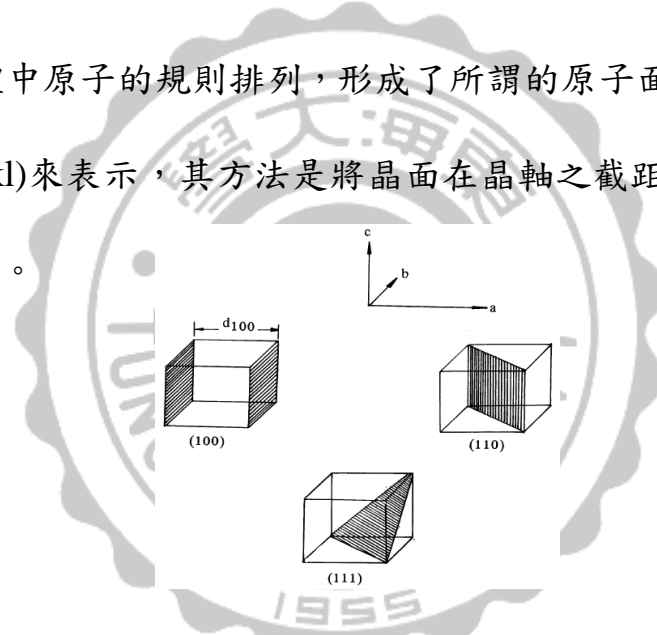 中原子的規則排列,形成了所謂的原子面
kl)來表示,其方法是將晶面在晶軸之截距
。
c
b
a
d100
(100)
(110)
(111)
1955